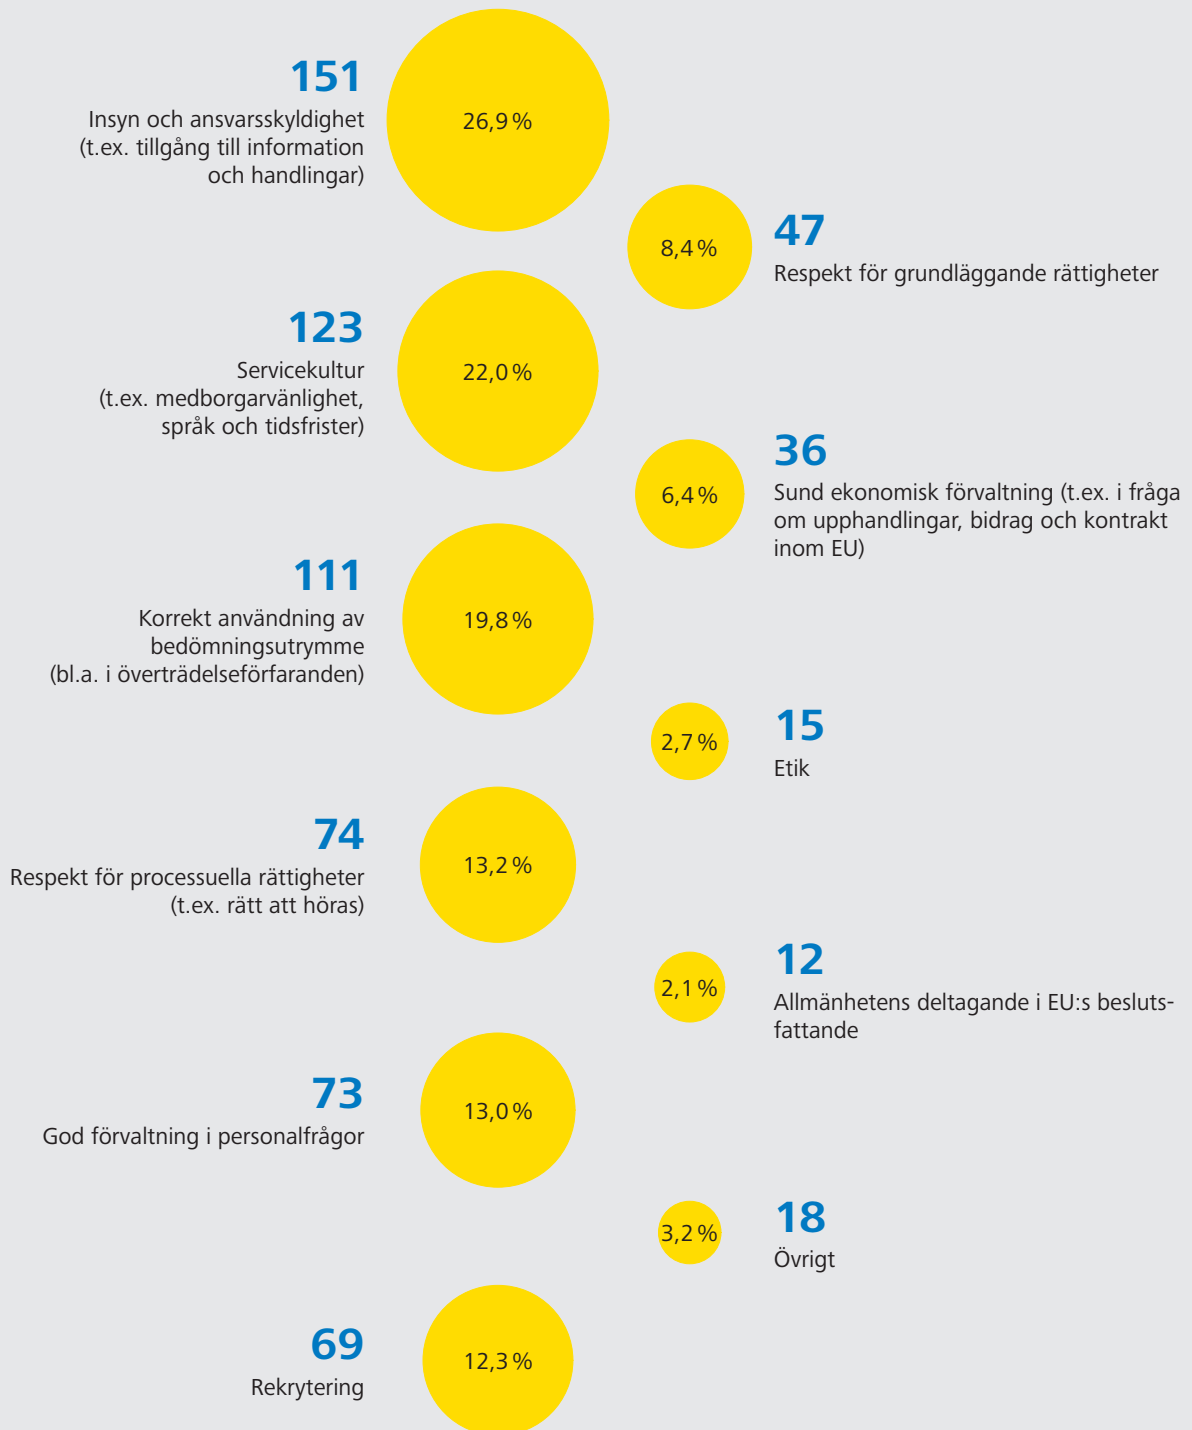 151
Insyn och ansvarsskyldighet
(t.ex. tillgång till information
och handlingar)
26,9 %
8,4 %
47
Respekt för grundläggande rättigheter
123
Servicekultur
(t.ex. medborgarvänlighet,
språk och tidsfrister)
22,0 %
6,4 %
36
Sund ekonomisk förvaltning (t.ex. i fråga
om upphandlingar, bidrag och kontrakt
inom EU)
111
Korrekt användning av
bedömningsutrymme
(bl.a. i överträdelseförfaranden)
19,8 %
2,7 %
15
Etik
74
Respekt för processuella rättigheter
(t.ex. rätt att höras)
13,2 %
2,1 %
12
Allmänhetens deltagande i EU:s besluts-
fattande
73
God förvaltning i personalfrågor
13,0 %
3,2 %
18
Övrigt
69
Rekrytering
12,3 %